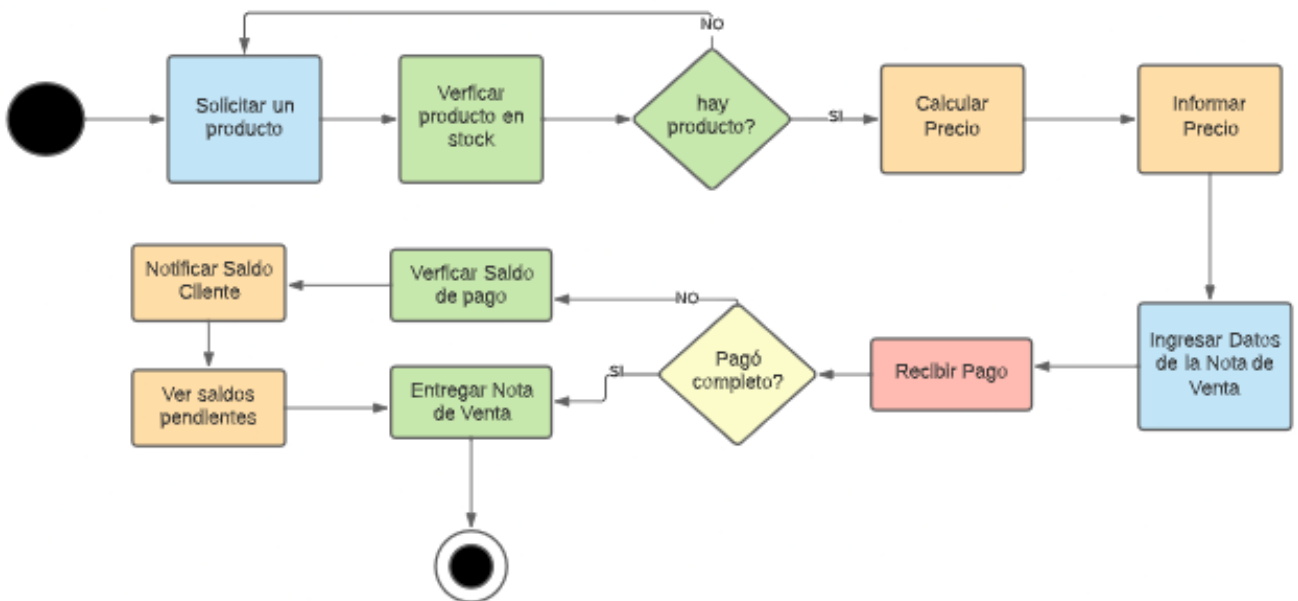 NO
Solicitar un
producto
Verficar
producto en
stock
hay
producto?
SI
Calcular
Precio
Informar
Precio
Notificar Saldo
Cliente
Verficar Saldo
de pago
NO
Pagó
completo?
SI
Recibir Pago
Ingresar Datos
de la Nota de
Venta
Ver saldos
pendientes
Entregar Nota
de Venta